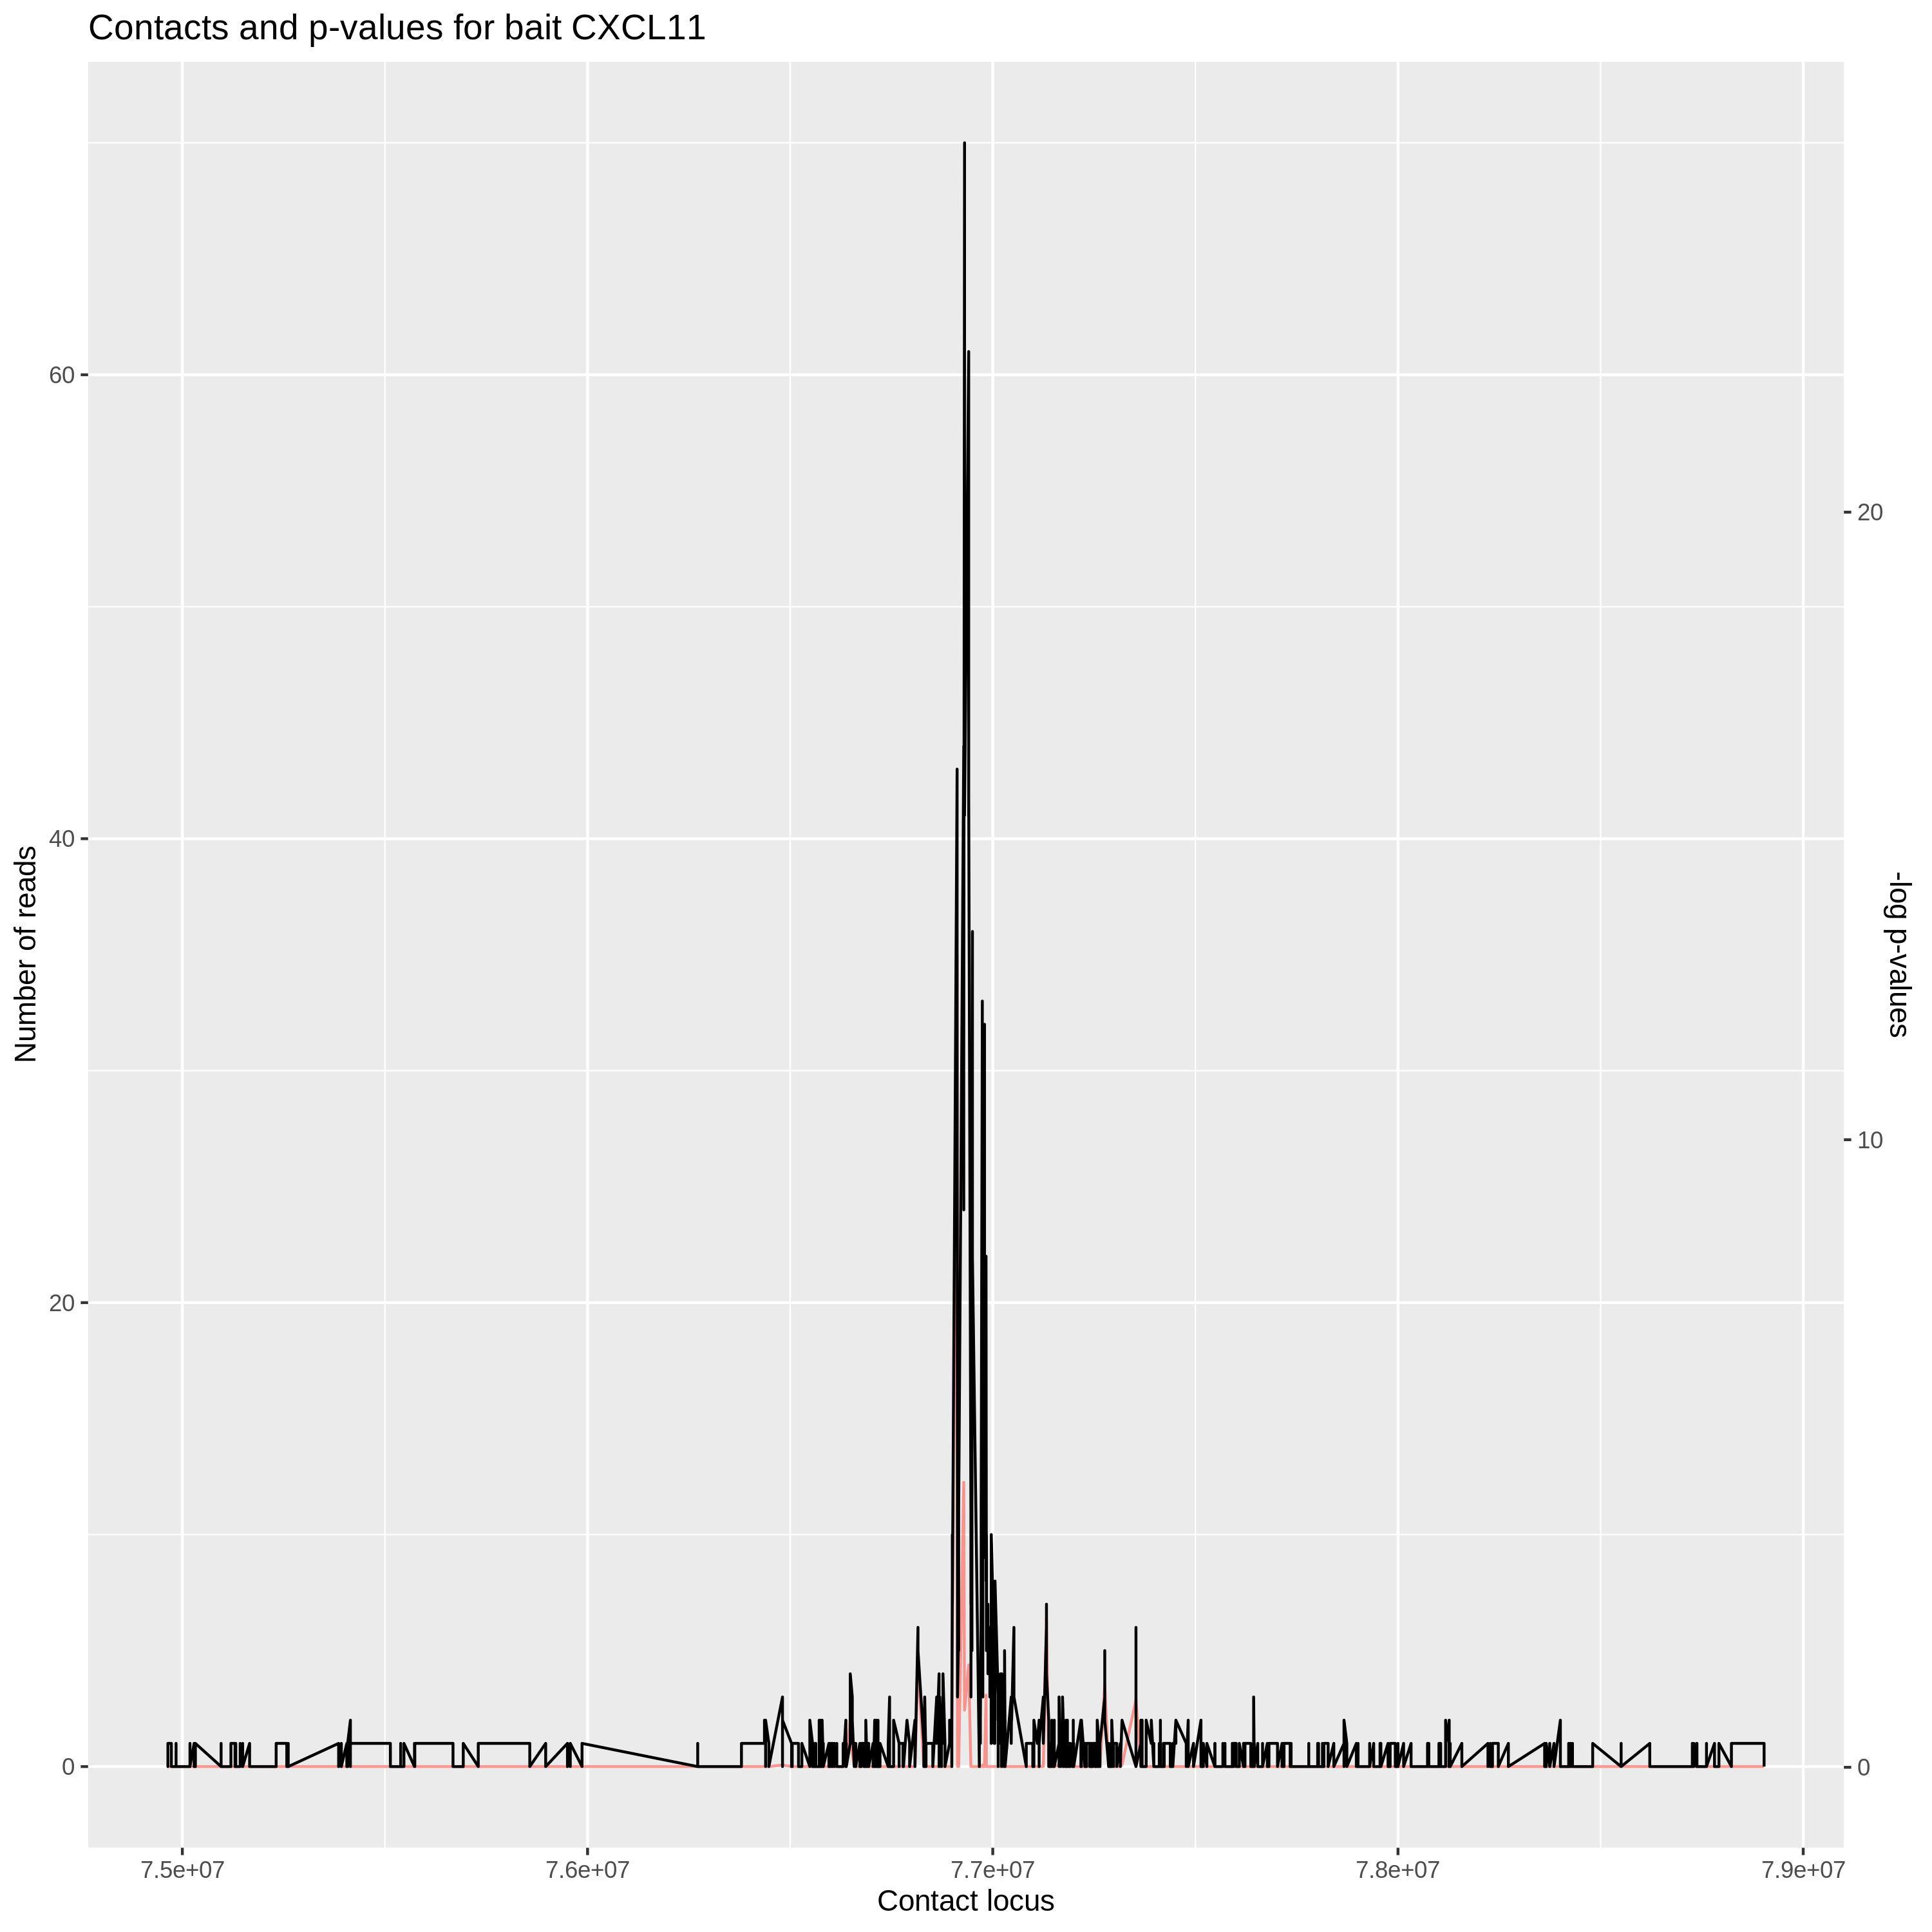 Contacts and p-values for bait CXCL11
Number of reads
60
40
20
0
-log p-values
20
10
0
7.5e+07 7.6e+07 7.7e+07 7.8e+07 7.9e+07
Contact locus